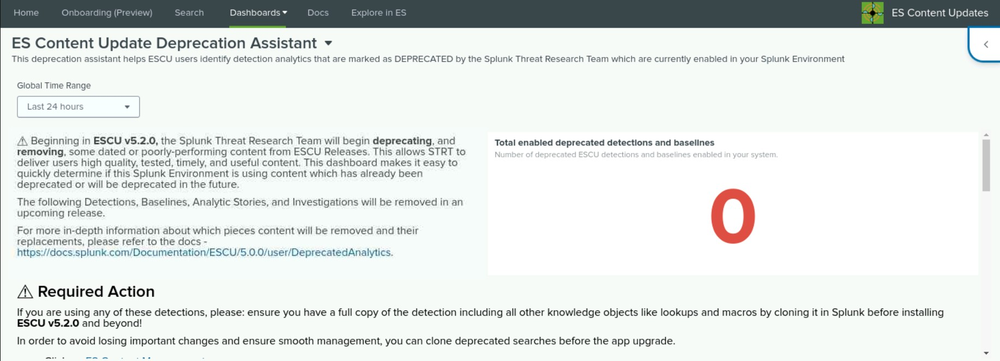 Home Onboarding (Preview) Search Dashboards Docs Explore in ES ES Content Updates
ES Content Update Deprecation Assistant
This deprecation assistant helps ESCU users identify detection analytics that are marked as DEPRECATED by the Splunk Threat Research Team which are currently enabled in your Splunk Environment
Global Time Range
Last 24 hours
⚠ Beginning in ESCU v5.2.0, the Splunk Threat Research Team will begin deprecating, and
removing, some dated or poorly-performing content from ESCU Releases. This allows STRT to
deliver users high quality, tested, timely, and useful content. This dashboard makes it easy to
quickly determine if this Splunk Environment is using content which has already been
deprecated or will be deprecated in the future.
The following Detections, Baselines, Analytic Stories, and Investigations will be removed in an
upcoming release.
For more in-depth information about which pieces content will be removed and their
replacements, please refer to the docs -
https://docs.splunk.com/Documentation/ESCU/5.0.0/user/DeprecatedAnalytics.
Total enabled deprecated detections and baselines
Number of deprecated ESCU detections and baselines enabled in your system.
0
⚠ Required Action
If you are using any of these detections, please: ensure you have a full copy of the detection including all other knowledge objects like lookups and macros by cloning it in Splunk before installing
ESCU v5.2.0 and beyond!
In order to avoid losing important changes and ensure smooth management, you can clone deprecated searches before the app upgrade.